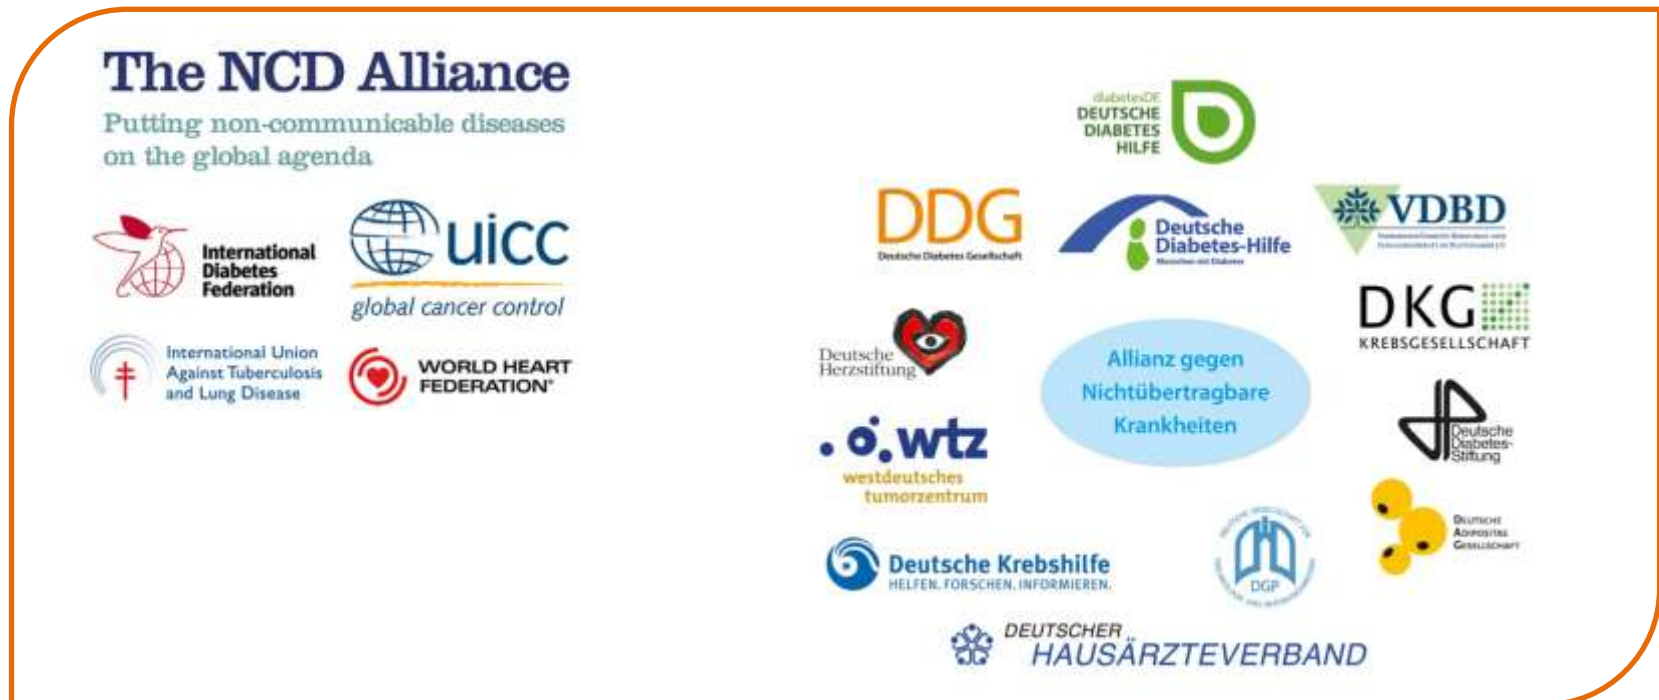 The NCD Alliance
Putting non-communicable diseases
on the global agenda
International
Diabetes
Federation
uicc
global cancer control
International Union
Against Tuberculosis
and Lung Disease
WORLD HEART
FEDERATION®
diabetesDE
DEUTSCHE
DIABETES
HILFE
DDG
Deutsche Diabetes Gesellschaft
Deutsche
Diabetes-Hilfe
Menschen mit Diabetes
VDBD
DKG
KREBSGESELLSCHAFT
Deutsche
Herzstiftung
Allianz gegen
Nichtübertragbare
Krankheiten
Deutsche
Diabetes-
Stiftung
wtz
westdeutsches
tumorzentrum
DEUTSCHE
ADIPOSITAS
GESELLSCHAFT
Deutsche Krebshilfe
HELFEN. FORSCHEN. INFORMIEREN.
DGP
DEUTSCHER
HAUSÄRZTEVERBAND